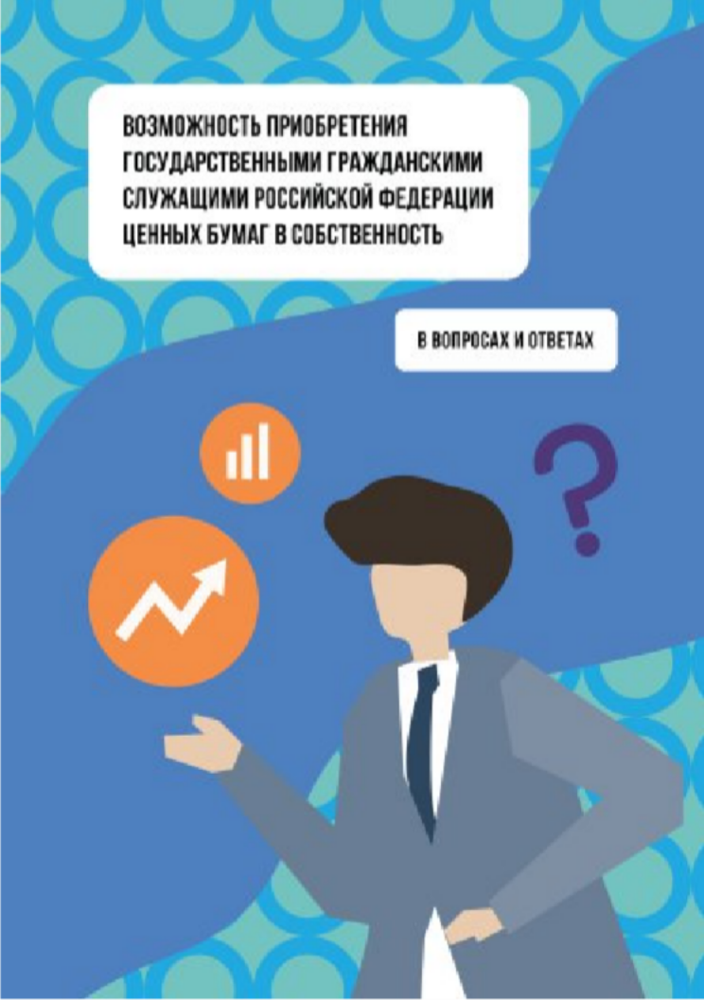 ВОЗМОЖНОСТЬ ПРИОБРЕТЕНИЯ
ГОСУДАРСТВЕННЫМИ ГРАЖДАНСКИМИ
СЛУЖАЩИМИ РОССИЙСКОЙ ФЕДЕРАЦИИ
ЦЕННЫХ БУМАГ В СОБСТВЕННОСТЬ
В ВОПРОСАХ И ОТВЕТАХ
?